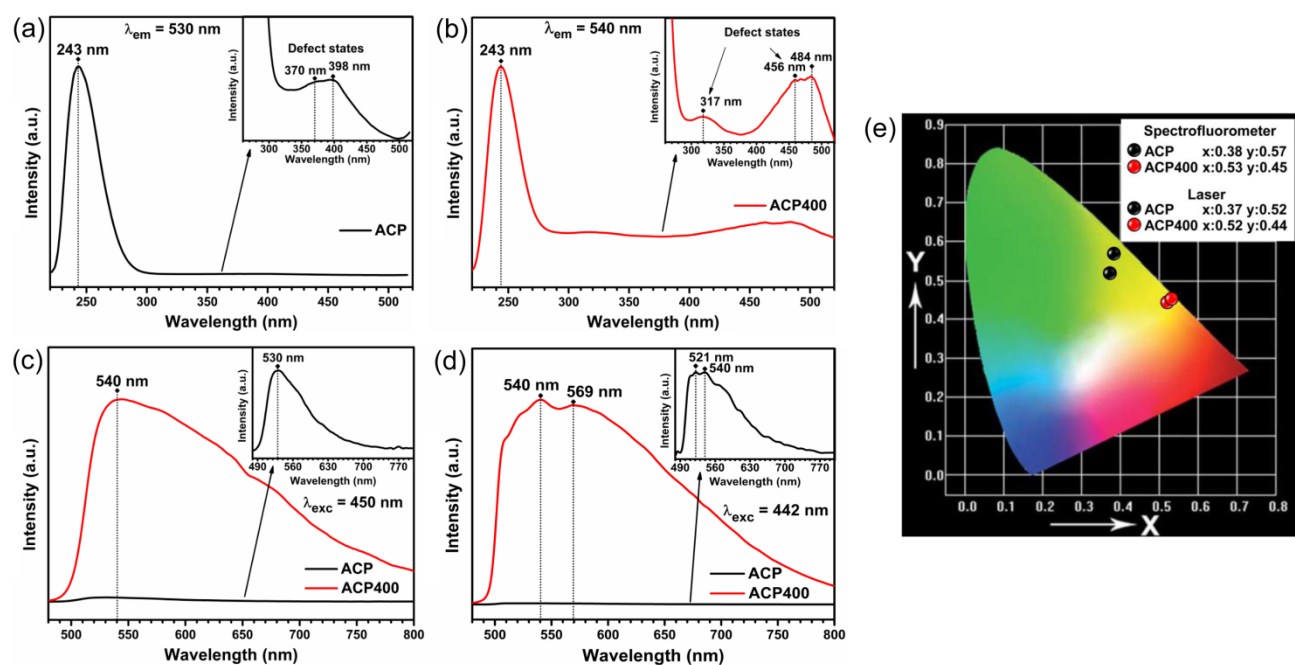 (a)
λem = 530 nm
243 nm
Intensity (a.u.)
Wavelength (nm)
250 300 350 400 450 500
ACP
Defect states
370 nm
398 nm
Intensity (a.u.)
260 300 350 400 450 500
Wavelength (nm)
(b)
λem = 540 nm
243 nm
Intensity (a.u.)
Wavelength (nm)
250 300 350 400 450 500
ACP400
Defect states
317 nm
456 nm
484 nm
Intensity (a.u.)
260 300 350 400 450 500
Wavelength (nm)
(c)
540 nm
Intensity (a.u.)
λexc = 450 nm
ACP
ACP400
500 550 600 650 700 750 800
Wavelength (nm)
530 nm
Intensity (a.u.)
490 560 630 700 780
Wavelength (nm)
(d)
540 nm
569 nm
Intensity (a.u.)
λexc = 442 nm
ACP
ACP400
500 550 600 650 700 750 800
Wavelength (nm)
521 nm
540 nm
Intensity (a.u.)
490 560 630 700 780
Wavelength (nm)
(e)
Spectrofluorometer
ACP x:0.38 y:0.57
ACP400 x:0.53 y:0.45
Laser
ACP x:0.37 y:0.52
ACP400 x:0.52 y:0.44
0.9
0.8
0.7
0.6
0.5
0.4
0.3
0.2
0.1
0.0
Y
0.0 0.1 0.2 0.3 0.4 0.5 0.6 0.7 0.8
X